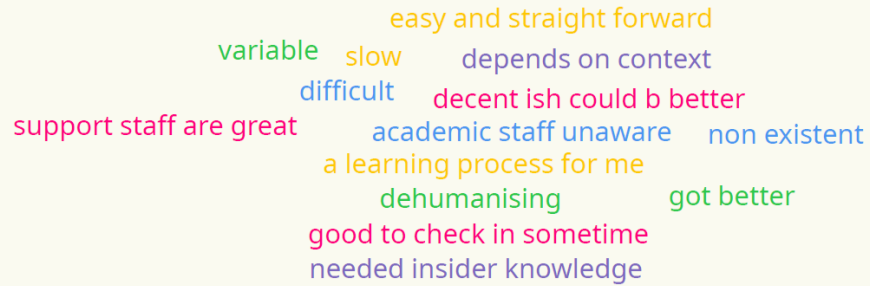 easy and straight forward
variable
slow
depends on context
difficult
decent ish could b better
support staff are great
academic staff unaware
non existent
a learning process for me
dehumanising
got better
good to check in sometime
needed insider knowledge